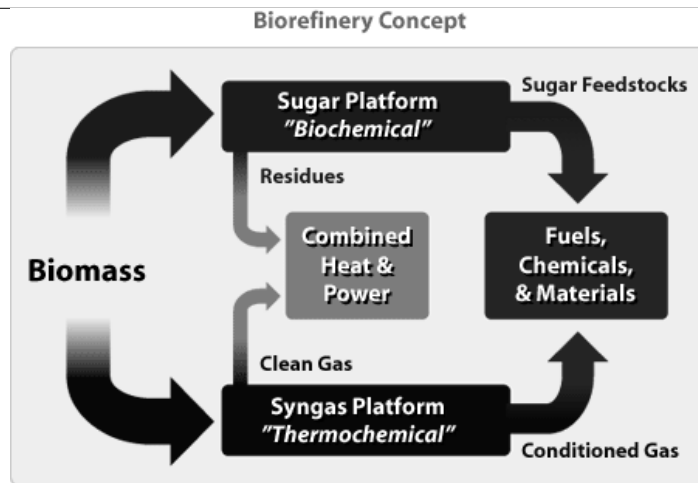 Biorefinery Concept
Sugar Platform
"Biochemical"
Sugar Feedstocks
Residues
Combined
Heat &
Power
Fuels,
Chemicals,
& Materials
Biomass
Clean Gas
Syngas Platform
"Thermochemical"
Conditioned Gas